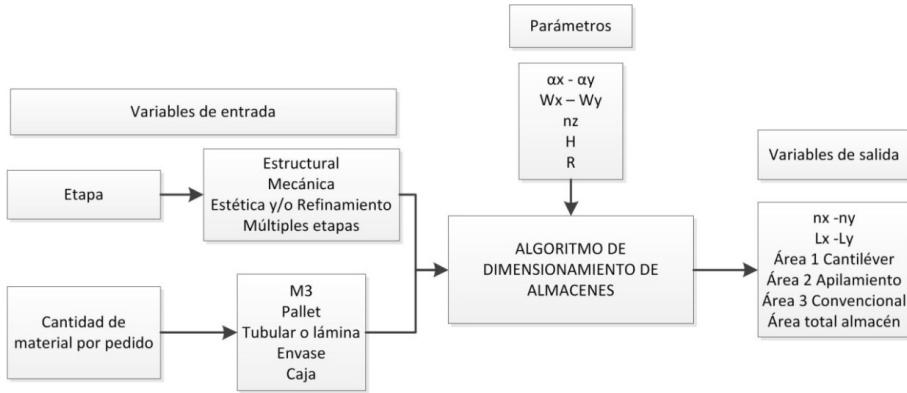 Parámetros
αx - αy
Wx – Wy
nz
H
R
Variables de entrada
Variables de salida
Etapa
Estructural
Mecánica
Estética y/o Refinamiento
Múltiples etapas
ALGORITMO DE
DIMENSIONAMIENTO DE
ALMACENES
nx -ny
Lx -Ly
Área 1 Cantiléver
Área 2 Apilamiento
Área 3 Convencional
Área total almacén
Cantidad de
material por pedido
M3
Pallet
Tubular o lámina
Envase
Caja